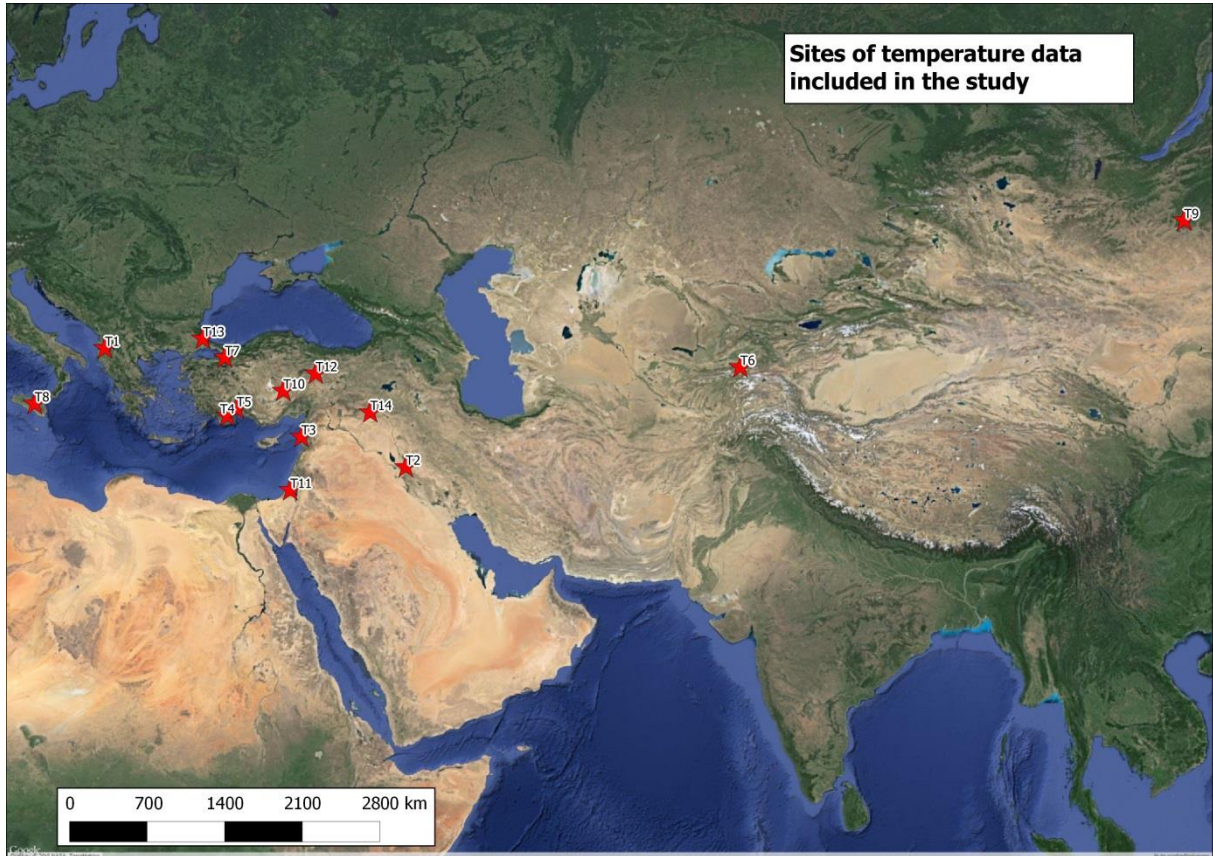 Sites of temperature data
included in the study
T9
T13
T1
T7
T6
T12
T10
T8
T5
T4
T14
T3
T2
T11
0 700 1400 2100 2800 km
Google